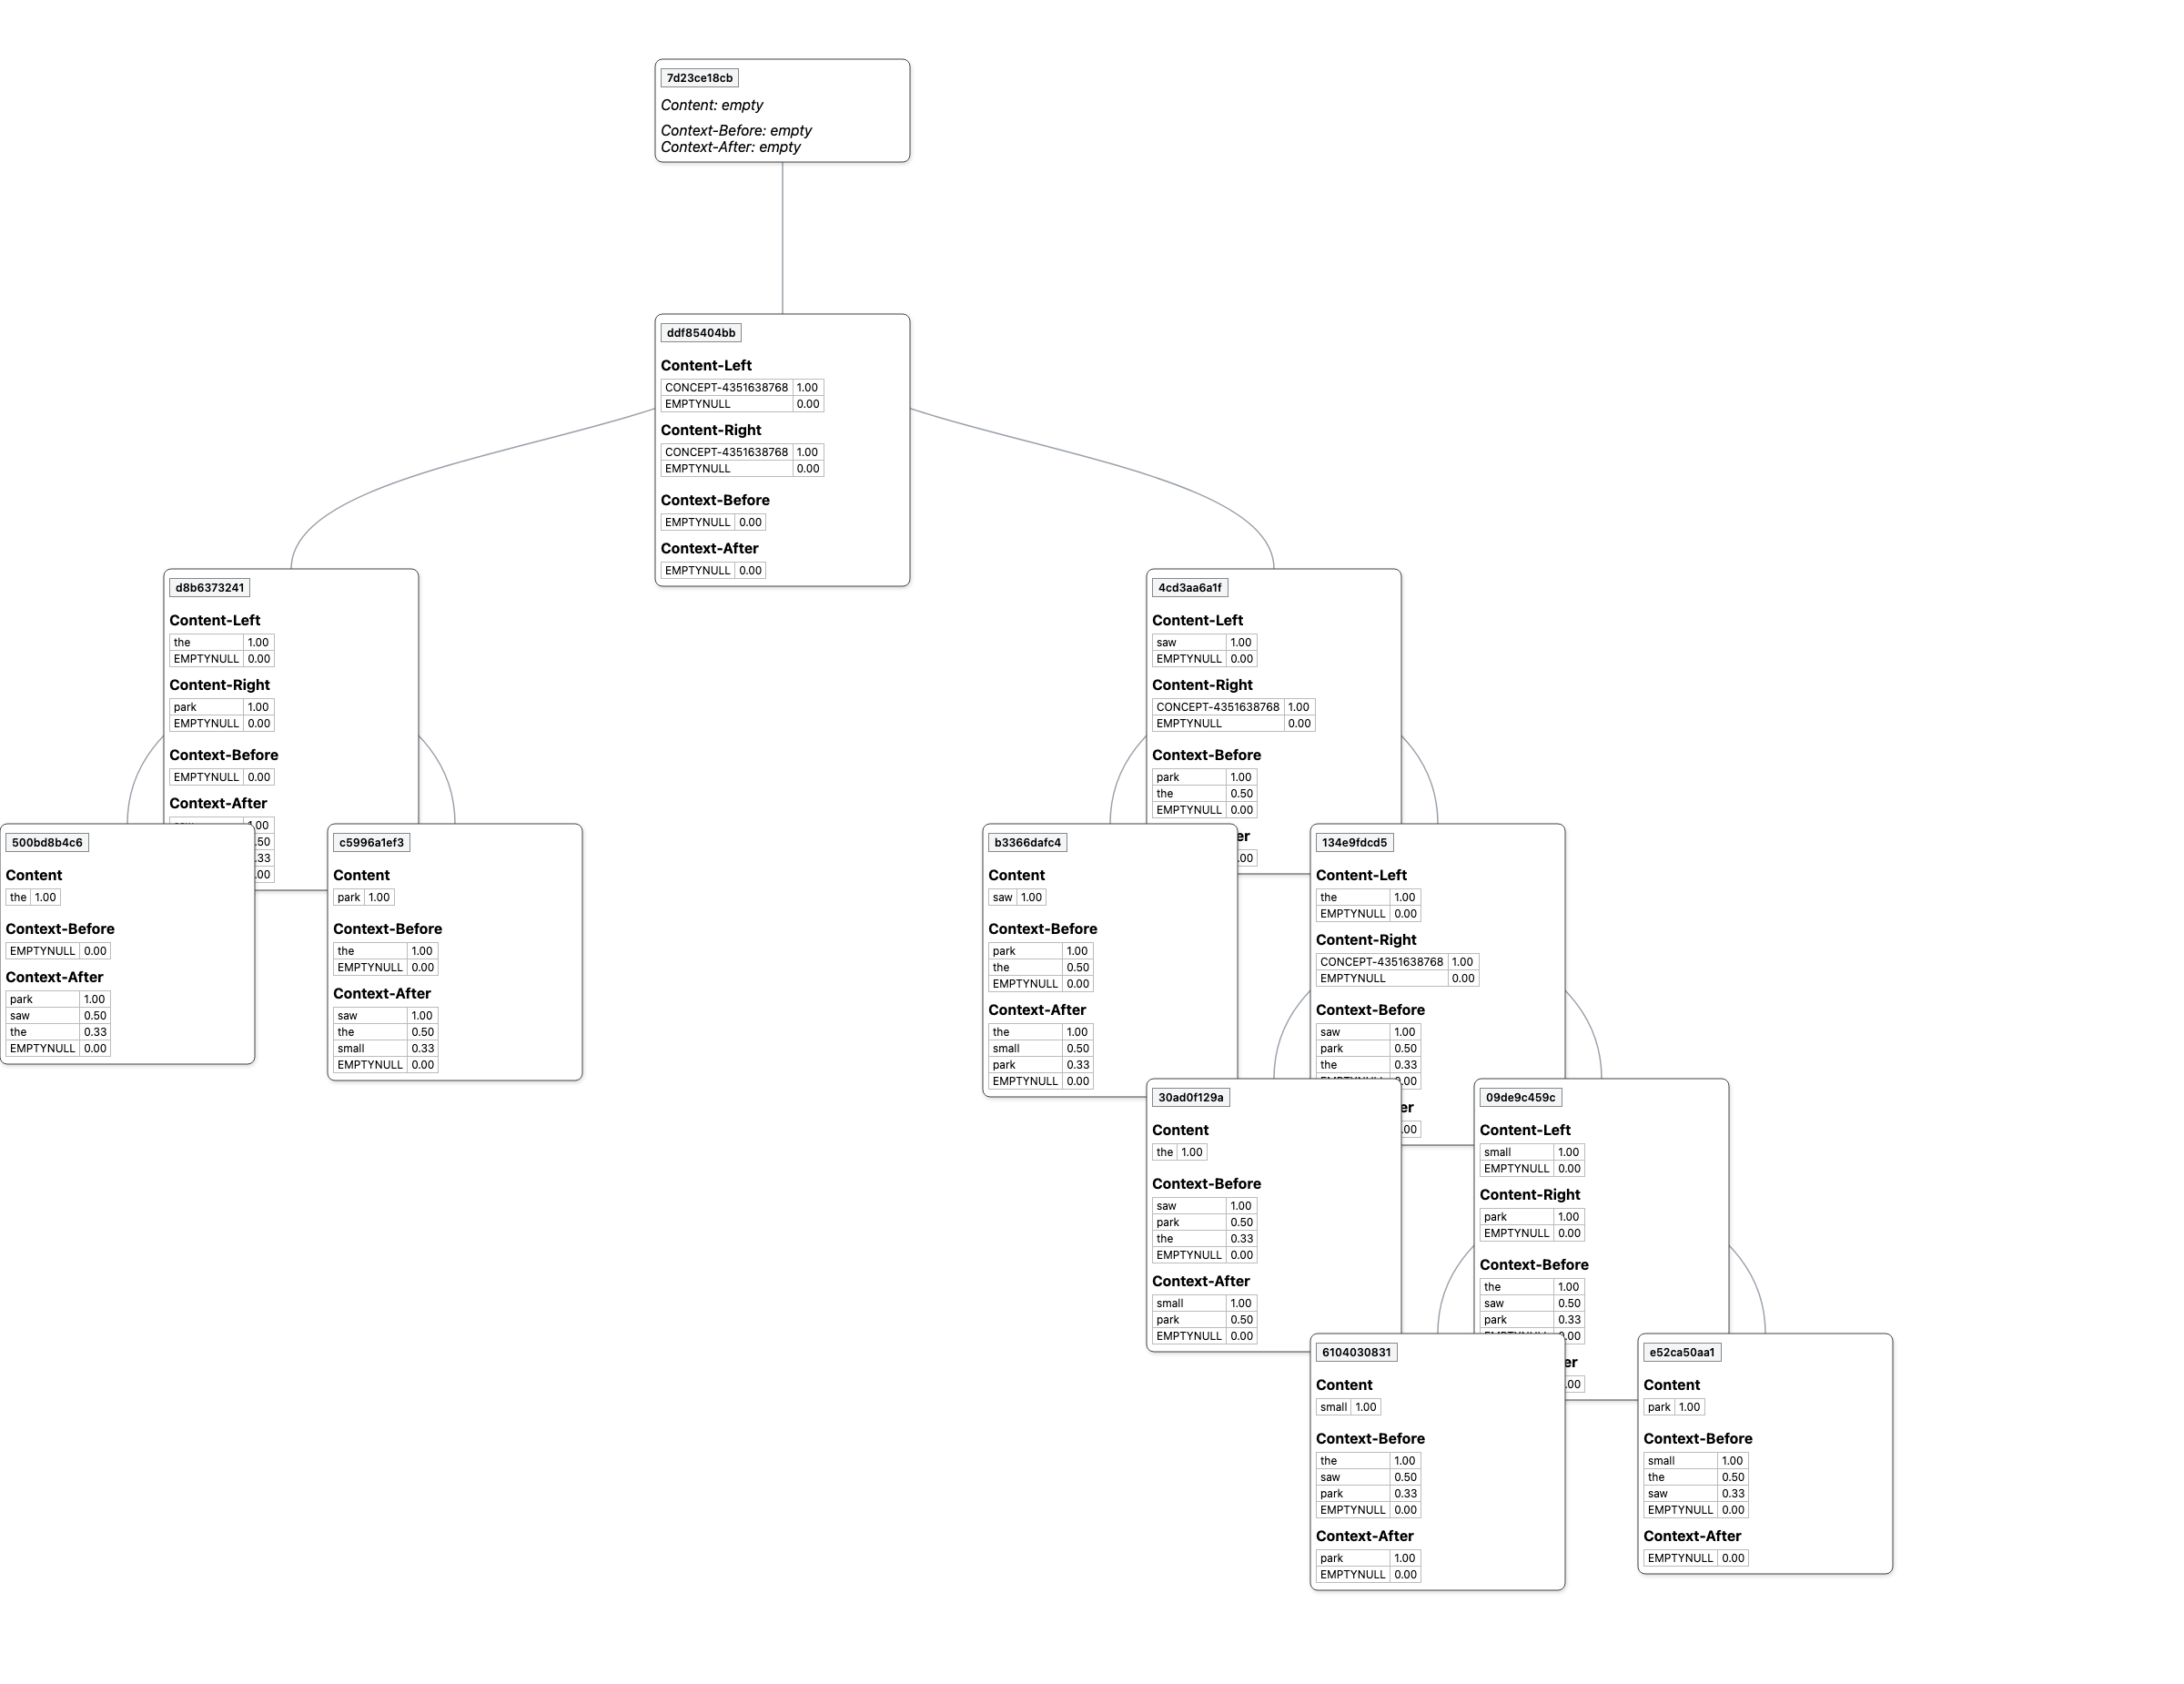 7d23ce18cb
Content: empty
Context-Before: empty
Context-After: empty
ddf85404bb
Content-Left
CONCEPT-4351638768 1.00
EMPTYNULL 0.00
Content-Right
CONCEPT-4351638768 1.00
EMPTYNULL 0.00
Context-Before
EMPTYNULL 0.00
Context-After
EMPTYNULL 0.00
d8b6373241
Content-Left
the 1.00
EMPTYNULL 0.00
Content-Right
park 1.00
EMPTYNULL 0.00
Context-Before
EMPTYNULL 0.00
Context-After
1.00
.50
.33
.00
4cd3aa6a1f
Content-Left
saw 1.00
EMPTYNULL 0.00
Content-Right
CONCEPT-4351638768 1.00
EMPTYNULL 0.00
Context-Before
park 1.00
the 0.50
EMPTYNULL 0.00
er
.00
500bd8b4c6
Content
the 1.00
Context-Before
EMPTYNULL 0.00
Context-After
park 1.00
saw 0.50
the 0.33
EMPTYNULL 0.00
c5996a1ef3
Content
park 1.00
Context-Before
the 1.00
EMPTYNULL 0.00
Context-After
saw 1.00
the 0.50
small 0.33
EMPTYNULL 0.00
b3366dafc4
Content
saw 1.00
Context-Before
park 1.00
the 0.50
EMPTYNULL 0.00
Context-After
the 1.00
small 0.50
park 0.33
EMPTYNULL 0.00
134e9fdcd5
Content-Left
the 1.00
EMPTYNULL 0.00
Content-Right
CONCEPT-4351638768 1.00
EMPTYNULL 0.00
Context-Before
saw 1.00
park 0.50
the 0.33
EMPTYNULL 0.00
er
.00
30ad0f129a
Content
the 1.00
Context-Before
saw 1.00
park 0.50
the 0.33
EMPTYNULL 0.00
Context-After
small 1.00
park 0.50
EMPTYNULL 0.00
09de9c459c
Content-Left
small 1.00
EMPTYNULL 0.00
Content-Right
park 1.00
EMPTYNULL 0.00
Context-Before
the 1.00
saw 0.50
park 0.33
EMPTYNULL 0.00
er
.00
6104030831
Content
small 1.00
Context-Before
the 1.00
saw 0.50
park 0.33
EMPTYNULL 0.00
Context-After
park 1.00
EMPTYNULL 0.00
e52ca50aa1
Content
park 1.00
Context-Before
small 1.00
the 0.50
saw 0.33
EMPTYNULL 0.00
Context-After
EMPTYNULL 0.00